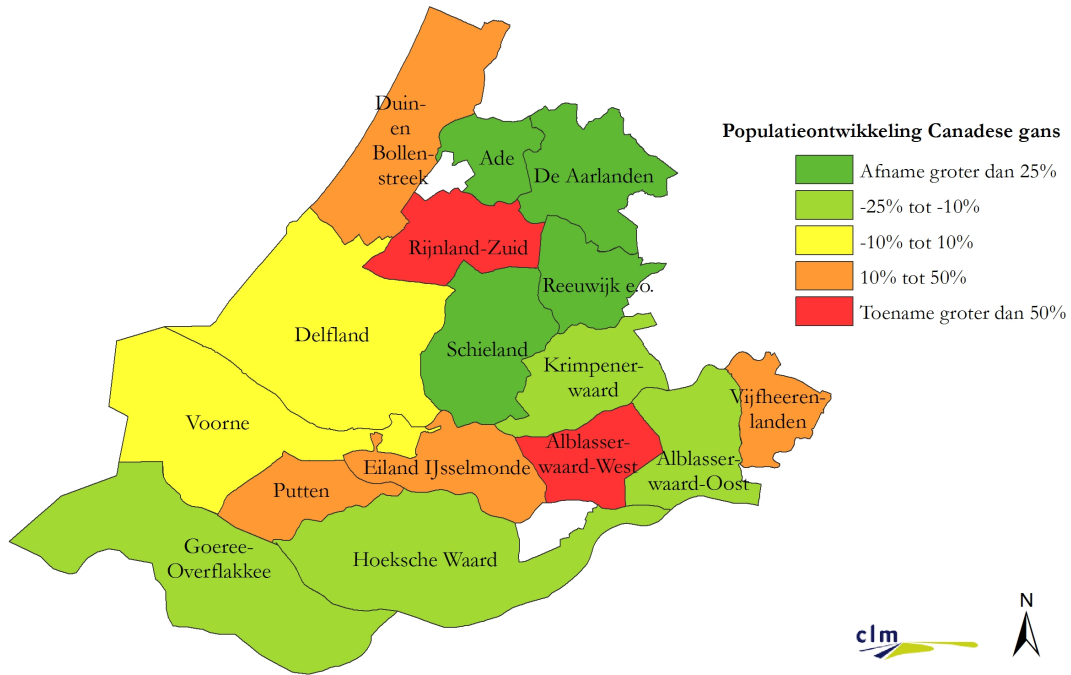 Duin-
en
Bollen-
streek
Ade
De Aarlanden
Rijnland-Zuid
Reeuwijk e.o.
Delfland
Schieland
Krimpener-
waard
Vijfheeren-
landen
Voorne
Alblasser-
waard-West
Alblasser-
waard-Oost
Eiland IJsselmonde
Putten
Goeree-
Overflakkee
Hoeksche Waard
Populatieontwikkeling Canadese gans
Afname groter dan 25%
-25% tot -10%
-10% tot 10%
10% tot 50%
Toename groter dan 50%
clm
N